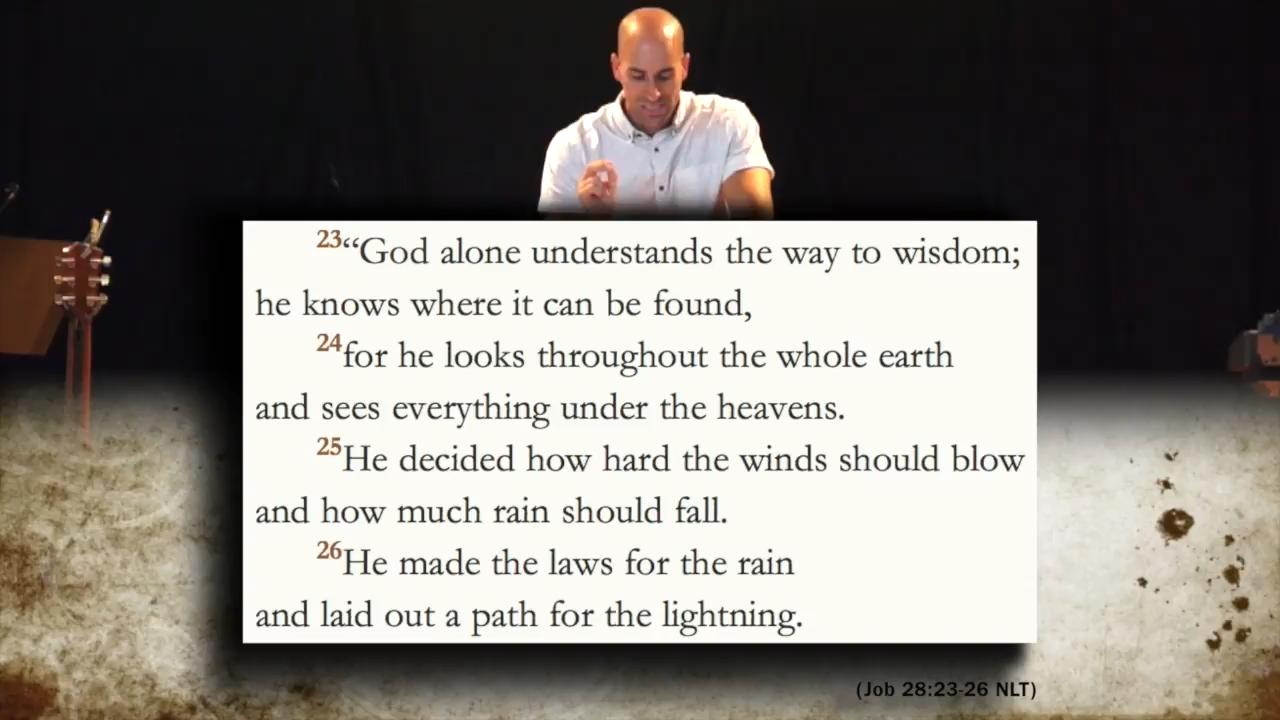 23“God alone understands the way to wisdom;
he knows where it can be found,
24for he looks throughout the whole earth
and sees everything under the heavens.
25He decided how hard the winds should blow
and how much rain should fall.
26He made the laws for the rain
and laid out a path for the lightning.
(Job 28:23-26 NLT)